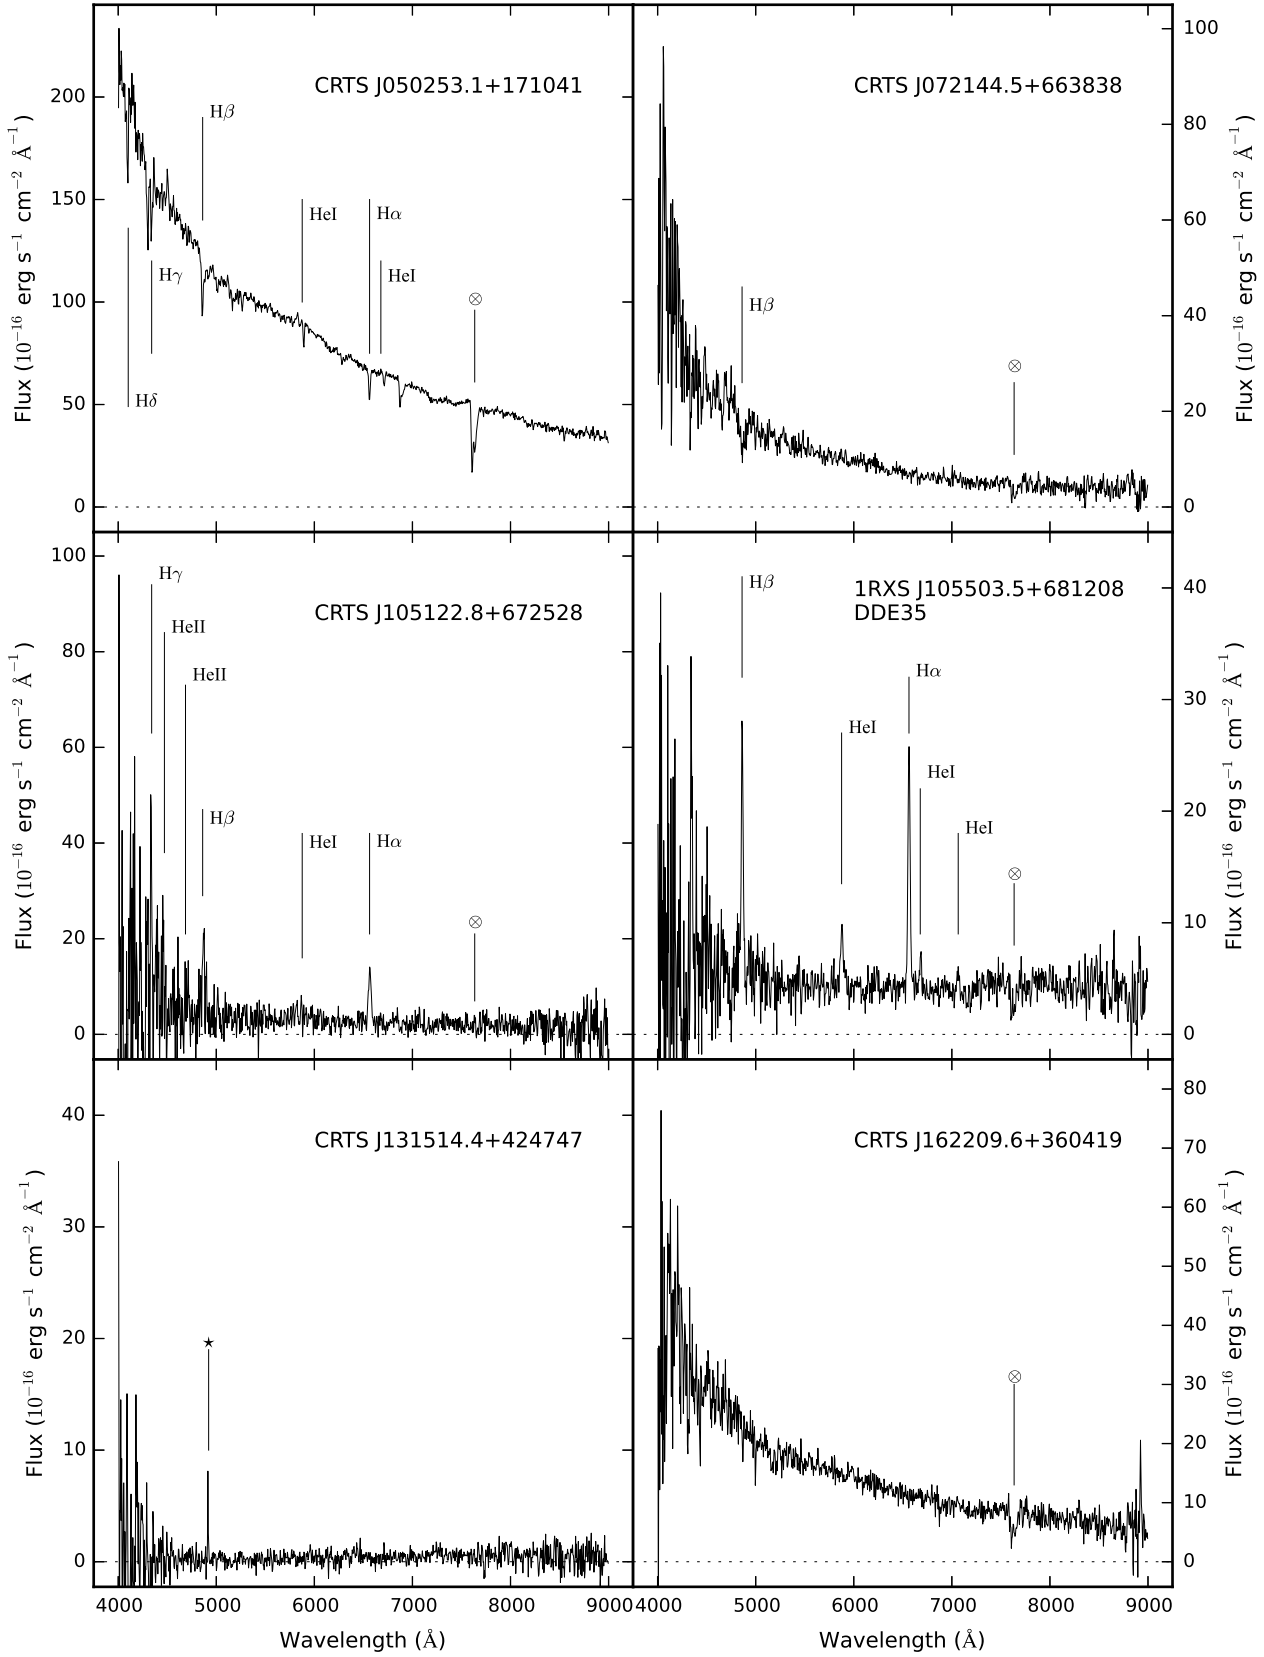 CRTS J050253.1+171041
Hβ
HeI
Hα
Hγ
HeI
⊗
Hδ
200
150
100
50
0
Flux (10⁻¹⁶ erg s⁻¹ cm⁻² Å⁻¹)
CRTS J072144.5+663838
Hβ
⊗
100
80
60
40
20
0
Flux (10⁻¹⁶ erg s⁻¹ cm⁻² Å⁻¹)
CRTS J105122.8+672528
Hγ
HeII
HeII
Hβ
HeI
Hα
⊗
100
80
60
40
20
0
Flux (10⁻¹⁶ erg s⁻¹ cm⁻² Å⁻¹)
1RXS J105503.5+681208
DDE35
Hβ
Hα
HeI
HeI
HeI
⊗
40
30
20
10
0
Flux (10⁻¹⁶ erg s⁻¹ cm⁻² Å⁻¹)
CRTS J131514.4+424747
★
40
30
20
10
0
Flux (10⁻¹⁶ erg s⁻¹ cm⁻² Å⁻¹)
4000 5000 6000 7000 8000 9000
Wavelength (Å)
CRTS J162209.6+360419
⊗
80
70
60
50
40
30
20
10
0
Flux (10⁻¹⁶ erg s⁻¹ cm⁻² Å⁻¹)
4000 5000 6000 7000 8000 9000
Wavelength (Å)